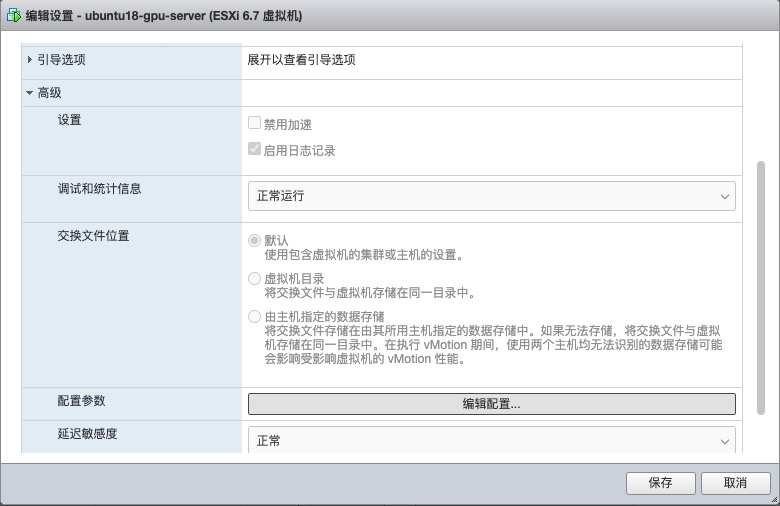 编辑设置 - ubuntu18-gpu-server (ESXi 6.7 虚拟机)
引导选项
展开以查看引导选项
高级
设置
禁用加速
启用日志记录
调试和统计信息
正常运行
交换文件位置
默认
使用包含虚拟机的集群或主机的设置。
虚拟机目录
将交换文件与虚拟机存储在同一目录中。
由主机指定的数据存储
将交换文件存储在由其所用主机指定的数据存储中。如果无法存储，将交换文件与虚拟
机存储在同一目录中。在执行 vMotion 期间，使用两个主机均无法识别的数据存储可能
会影响受影响虚拟机的 vMotion 性能。
配置参数
编辑配置...
延迟敏感度
正常
保存
取消